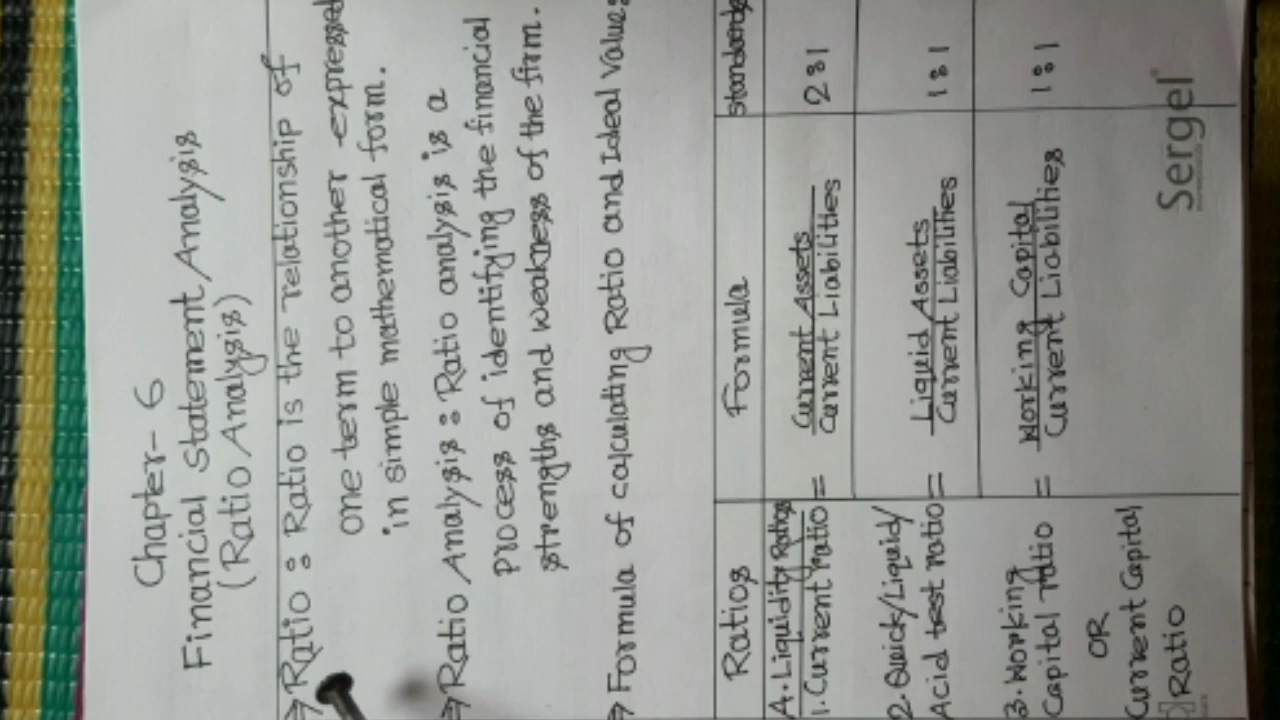 Chapter-6
Financial Statement Analysis
(Ratio Analysis)
⇒ Ratio : Ratio is the relationship of
one term to another expressed
in simple mathematical form.
⇒ Ratio Analysis : Ratio analysis is a
process of identifying the financial
strengths and weakness of the firm.
⇒ Formula of calculating Ratio and Ideal Value
Ratios Formula standard
A. Liquidity Ratios
1. Current ratio = Current Assets / Current Liabilities 2:1
2. Quick/Liquid/
Acid test ratio = Liquid Assets / Current Liabilities 1:1
3. Working
Capital ratio = Working Capital / Current Liabilities 1:1
OR
Current Capital
Ratio
Sergel